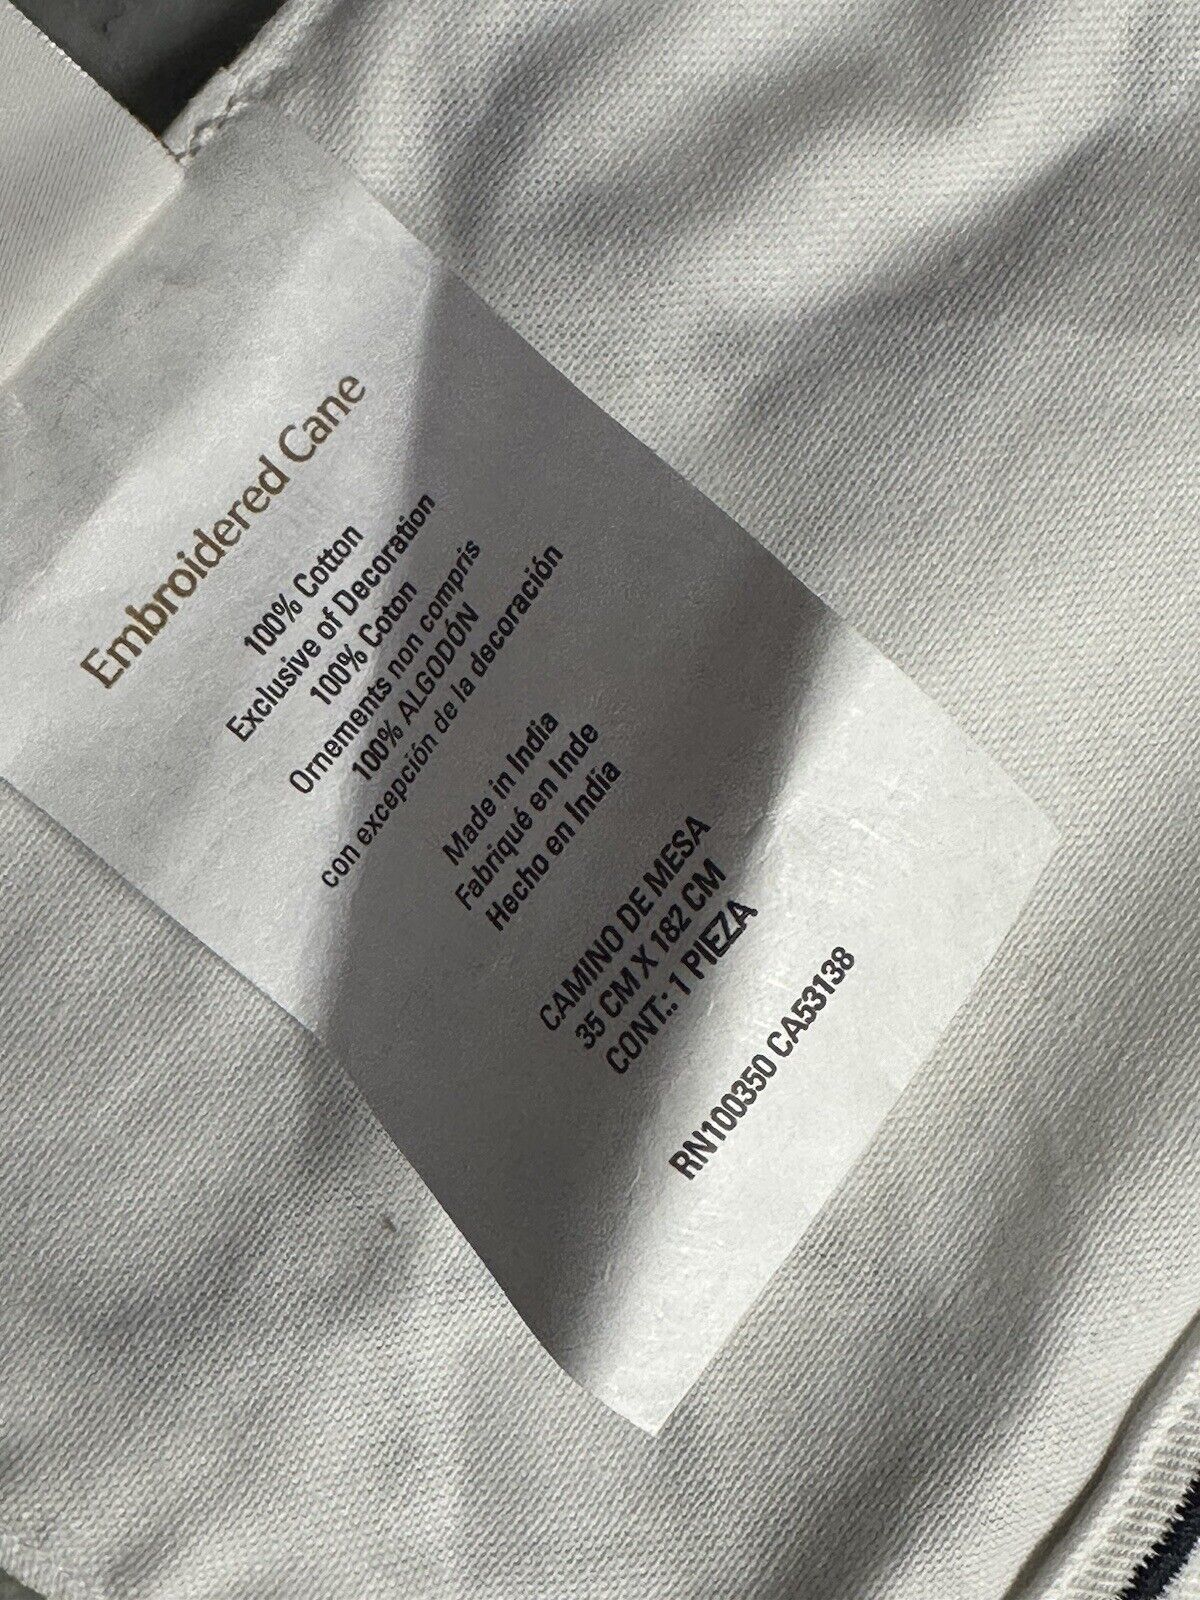 Embroidered Cane
100% Cotton
Exclusive of Decoration
100% Coton
Ornements non compris
100% ALGODÓN
con excepción de la decoración
Made in India
Fabriqué en Inde
Hecho en India
CAMINO DE MESA
35 CM X 182 CM
CONT.: 1 PIEZA
RN100350 CA53138